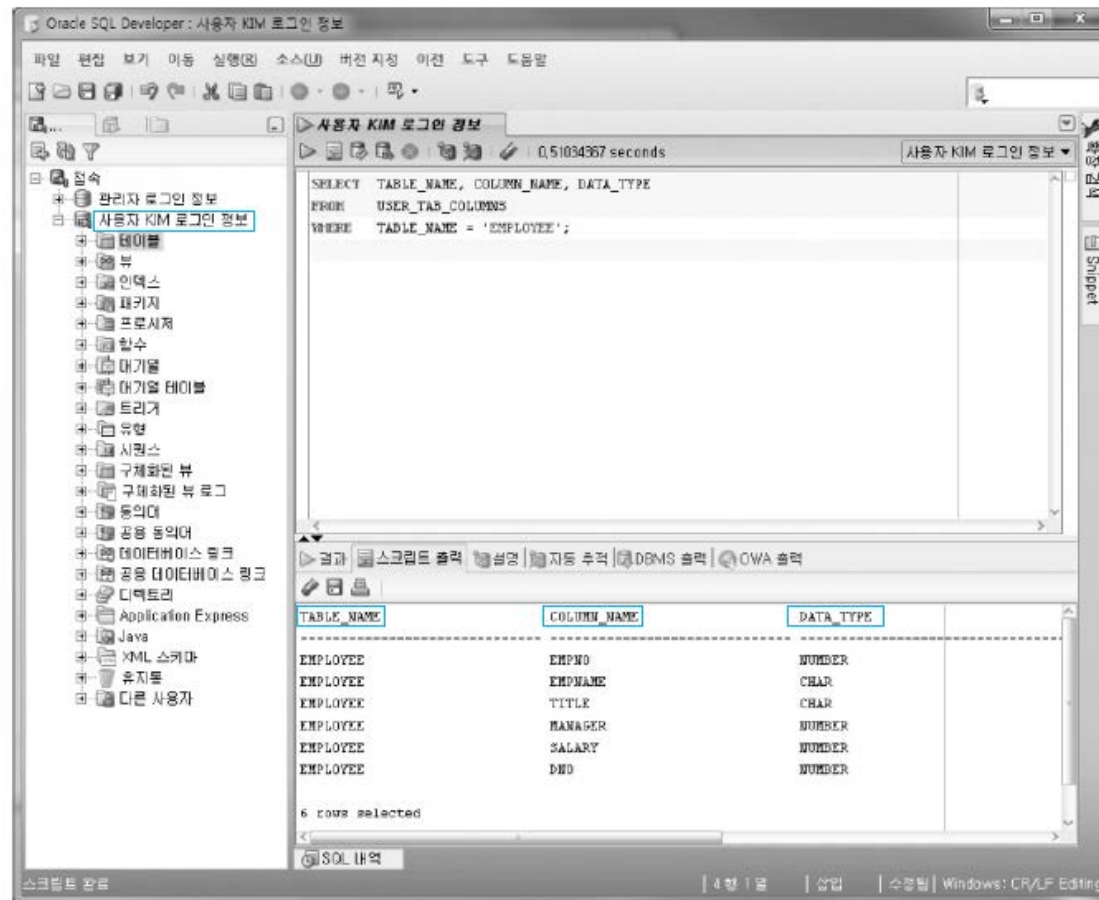 Oracle SQL Developer : 사용자 KIM 로그인 정보
파일 편집 보기 이동 실행(R) 소스(U) 버전 지정 이전 도구 도움말
사용자 KIM 로그인 정보
0,51034367 seconds
사용자 KIM 로그인 정보
접속
관리자 로그인 정보
사용자 KIM 로그인 정보
테이블
뷰
인덱스
패키지
프로시저
함수
대기열
대기열 테이블
트리거
유형
시퀀스
구체화된 뷰
구체화된 뷰 로그
동의어
공용 동의어
데이터베이스 링크
공용 데이터베이스 링크
디렉토리
Application Express
Java
XML 스키마
휴지통
다른 사용자
SELECT TABLE_NAME, COLUMN_NAME, DATA_TYPE
FROM USER_TAB_COLUMNS
WHERE TABLE_NAME = 'EMPLOYEE';
Snippet
결과 스크립트 출력 설명 자동 추적 DBMS 출력 OWA 출력
TABLE_NAME COLUMN_NAME DATA_TYPE
EMPLOYEE EMPNO NUMBER
EMPLOYEE EMPNAME CHAR
EMPLOYEE TITLE CHAR
EMPLOYEE MANAGER NUMBER
EMPLOYEE SALARY NUMBER
EMPLOYEE DNO NUMBER
6 rows selected
SQL 내역
스크립트 완료
4 행 1 열 삽입 수정됨 Windows: CR/LF Editing